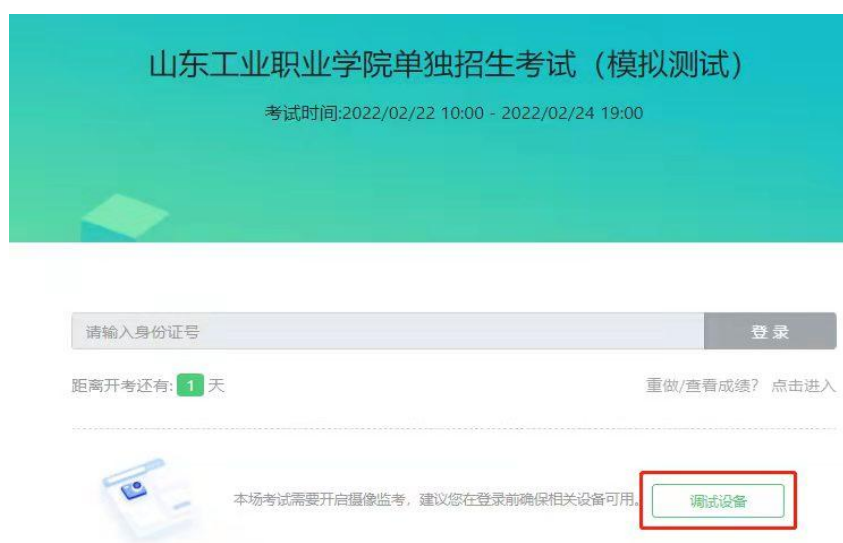 山东工业职业学院单独招生考试（模拟测试）
考试时间:2022/02/22 10:00 - 2022/02/24 19:00
请输入身份证号
登 录
距离开考还有: 1 天
重做/查看成绩？ 点击进入
本场考试需要开启摄像监考，建议您在登录前确保相关设备可用。
调试设备